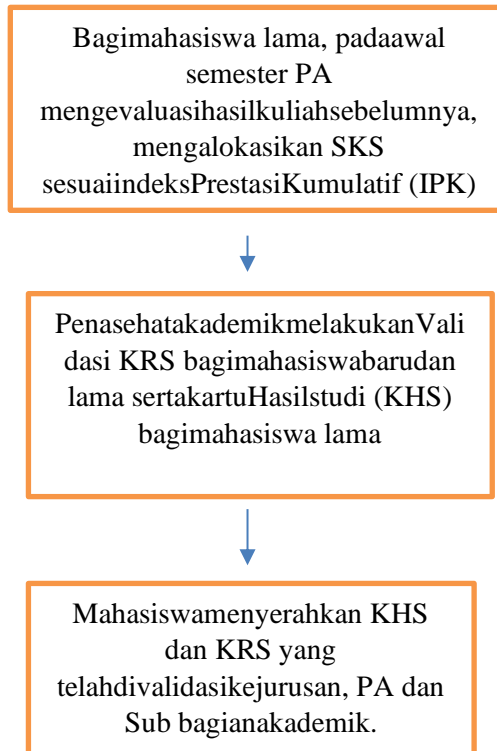 Bagimahasiswa lama, padaawal
semester PA
mengevaluasihasilkuliahsebelumnya,
mengalokasikan SKS
sesuaiindeksPrestasiKumulatif (IPK)
PenasehatakademikmelakukanVali
dasi KRS bagimahasiswabarudan
lama sertakartuHasilstudi (KHS)
bagimahasiswa lama
Mahasiswamenyerahkan KHS
dan KRS yang
telahdivalidasikejurusan, PA dan
Sub bagianakademik.